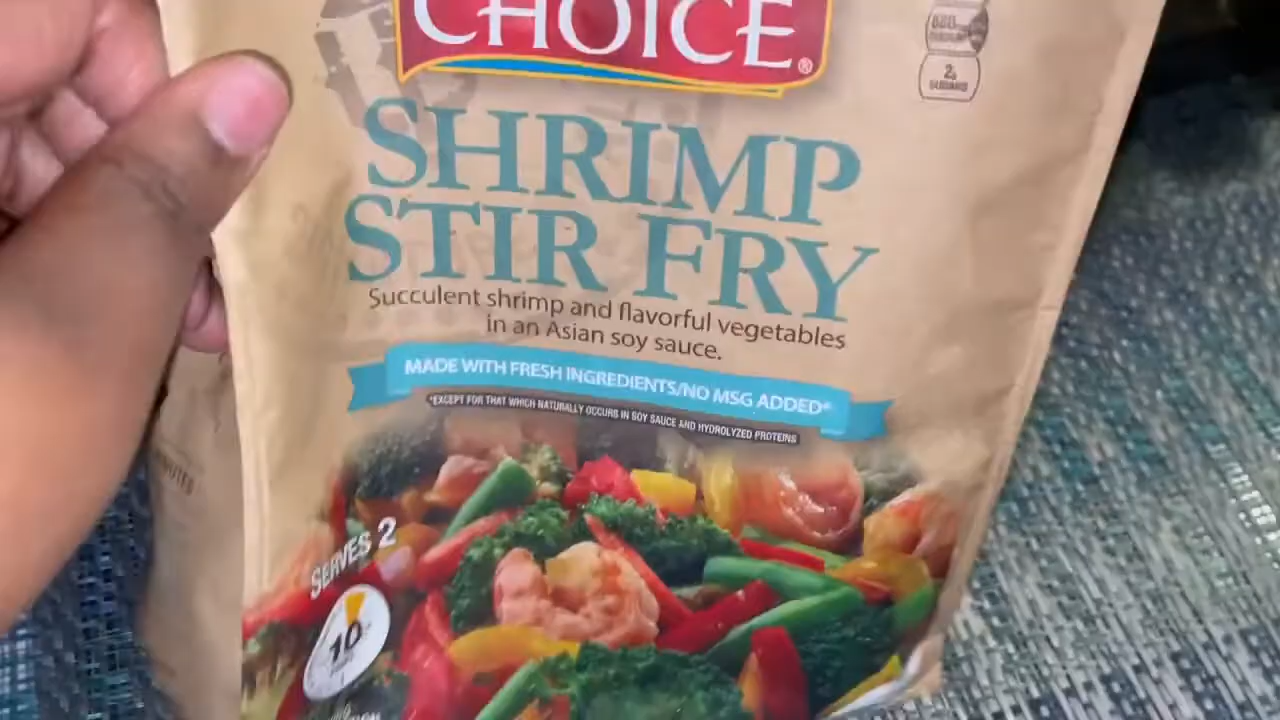 CHOICE®
2g
SHRIMP
STIR FRY
Succulent shrimp and flavorful vegetables
in an Asian soy sauce.
MADE WITH FRESH INGREDIENTS/NO MSG ADDED*
*EXCEPT FOR THAT WHICH NATURALLY OCCURS IN SOY SAUCE AND HYDROLYZED PROTEINS
SERVES 2
10